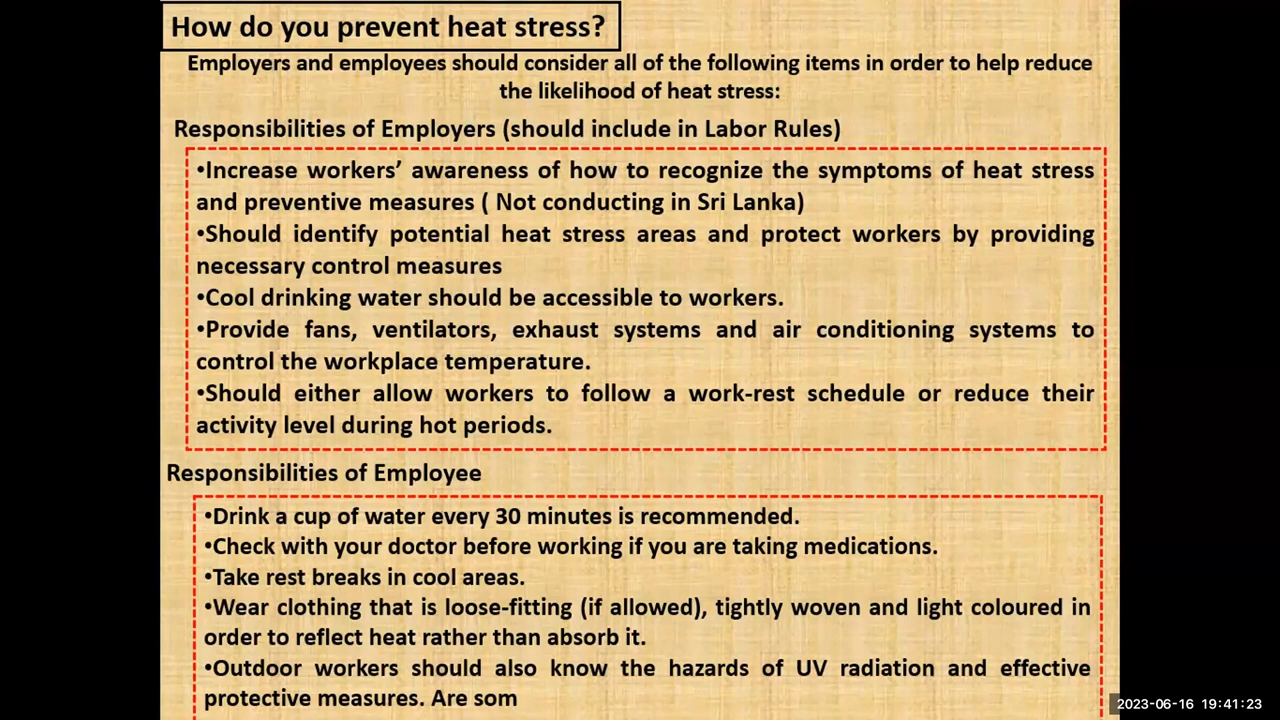 How do you prevent heat stress?
Employers and employees should consider all of the following items in order to help reduce
the likelihood of heat stress:
Responsibilities of Employers (should include in Labor Rules)
•Increase workers’ awareness of how to recognize the symptoms of heat stress
and preventive measures ( Not conducting in Sri Lanka)
•Should identify potential heat stress areas and protect workers by providing
necessary control measures
•Cool drinking water should be accessible to workers.
•Provide fans, ventilators, exhaust systems and air conditioning systems to
control the workplace temperature.
•Should either allow workers to follow a work-rest schedule or reduce their
activity level during hot periods.
Responsibilities of Employee
•Drink a cup of water every 30 minutes is recommended.
•Check with your doctor before working if you are taking medications.
•Take rest breaks in cool areas.
•Wear clothing that is loose-fitting (if allowed), tightly woven and light coloured in
order to reflect heat rather than absorb it.
•Outdoor workers should also know the hazards of UV radiation and effective
protective measures. Are som
2023-06-16 19:41:23